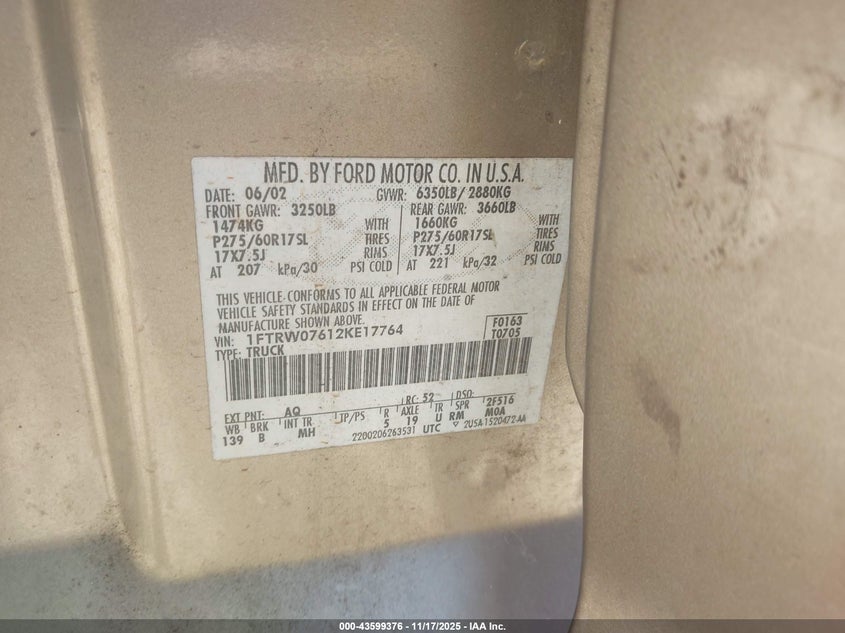 MFD. BY FORD MOTOR CO. IN U.S.A.
DATE: 06/02 GVWR: 6350LB/ 2880KG
FRONT GAWR: 3250LB REAR GAWR: 3660LB
1474KG WITH 1660KG WITH
P275/60R17SL TIRES P275/60R17SL TIRES
17X7.5J RIMS 17X7.5J RIMS
AT 207 kPa/30 PSI COLD AT 221 kPa/32 PSI COLD
THIS VEHICLE CONFORMS TO ALL APPLICABLE FEDERAL MOTOR
VEHICLE SAFETY STANDARDS IN EFFECT ON THE DATE OF
MANUFACTURE SHOWN ABOVE.
VIN: 1FTRW07612KE17764 F0163
TYPE: TRUCK T0705
EXT PNT: AQ RC: 52 DSO:
WB BRK INT TR TP/PS R AXLE TR SPR 2F516
139 B MH 5 19 U RM M0A
2200206263531 UTC ▽ 2U5A 1520472-AA
000-43599376 — 11/17/2025 — IAA Inc.